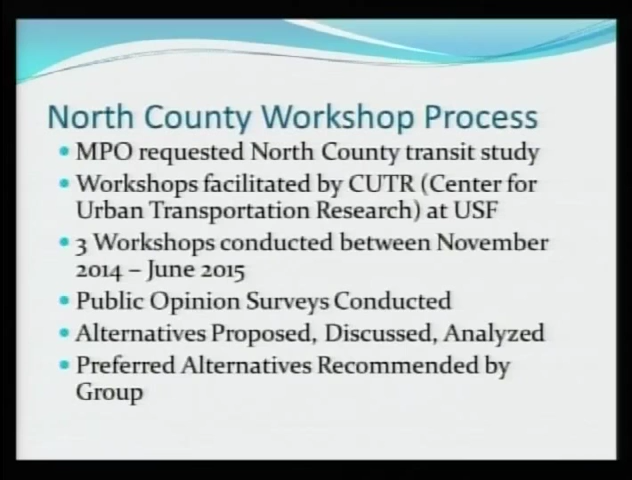 North County Workshop Process
• MPO requested North County transit study
• Workshops facilitated by CUTR (Center for
Urban Transportation Research) at USF
• 3 Workshops conducted between November
2014 – June 2015
• Public Opinion Surveys Conducted
• Alternatives Proposed, Discussed, Analyzed
• Preferred Alternatives Recommended by
Group